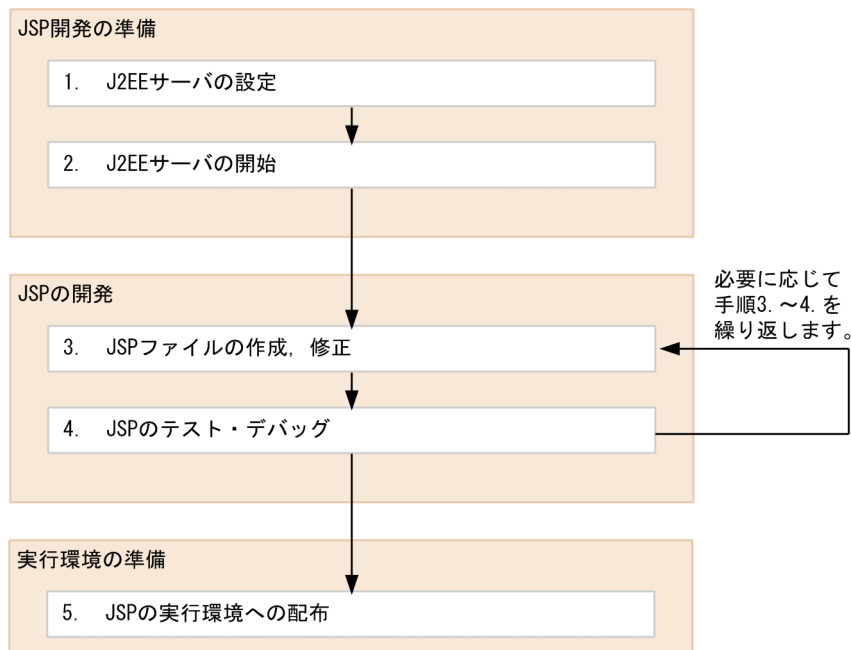 JSP開発の準備
1. J2EEサーバの設定
2. J2EEサーバの開始
JSPの開発
必要に応じて
手順3.～4.を
繰り返します。
3. JSPファイルの作成，修正
4. JSPのテスト・デバッグ
実行環境の準備
5. JSPの実行環境への配布